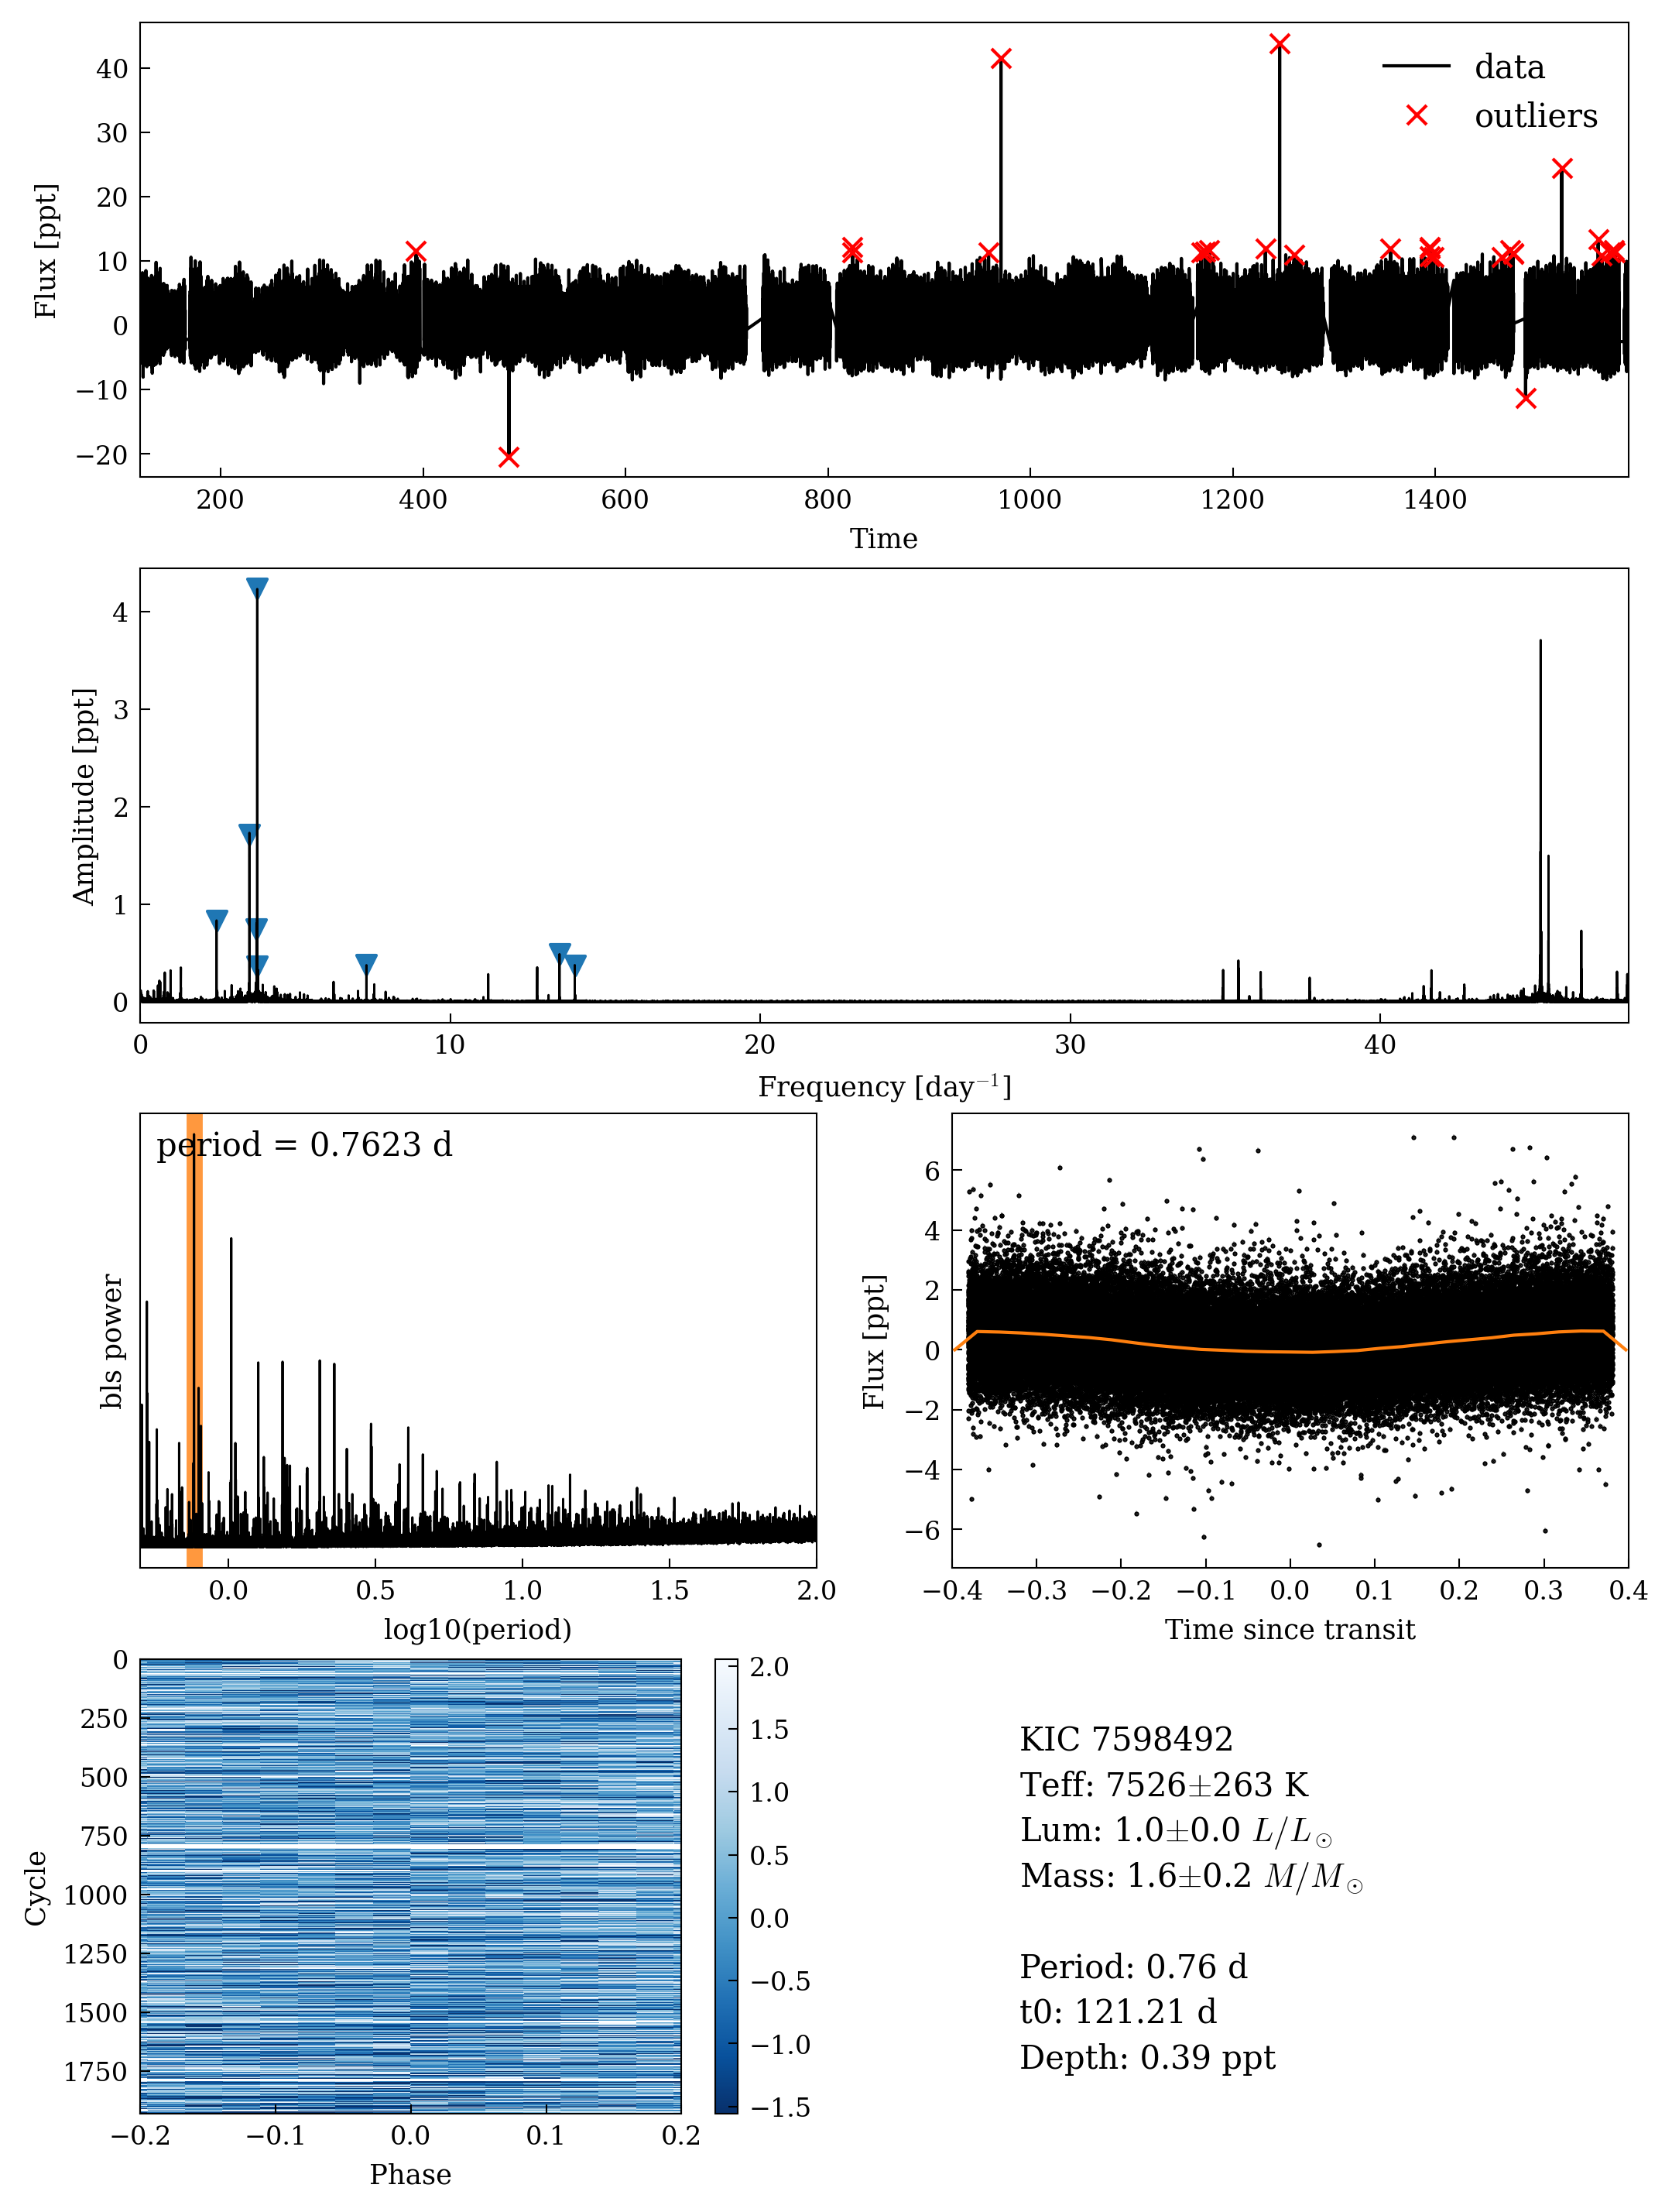 40
30
20
10
0
−10
−20
Flux [ppt]
data
outliers
200 400 600 800 1000 1200 1400
Time
4
3
2
1
0
Amplitude [ppt]
0 10 20 30 40
Frequency [day⁻¹]
period = 0.7623 d
bls power
0.0 0.5 1.0 1.5 2.0
log10(period)
6
4
2
0
−2
−4
−6
Flux [ppt]
−0.4 −0.3 −0.2 −0.1 0.0 0.1 0.2 0.3 0.4
Time since transit
0
250
500
750
1000
1250
1500
1750
Cycle
−0.2 −0.1 0.0 0.1 0.2
Phase
2.0
1.5
1.0
0.5
0.0
−0.5
−1.0
−1.5
KIC 7598492
Teff: 7526±263 K
Lum: 1.0±0.0 L/L⊙
Mass: 1.6±0.2 M/M⊙
Period: 0.76 d
t0: 121.21 d
Depth: 0.39 ppt